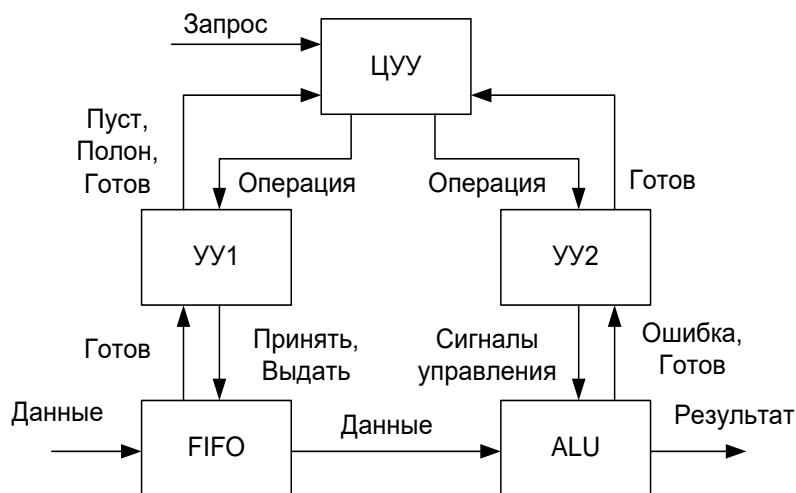 Запрос
ЦУУ
Пуст,
Полон,
Готов
Операция
Операция
Готов
УУ1
УУ2
Готов
Принять,
Выдать
Сигналы
управления
Ошибка,
Готов
Данные
FIFO
Данные
ALU
Результат